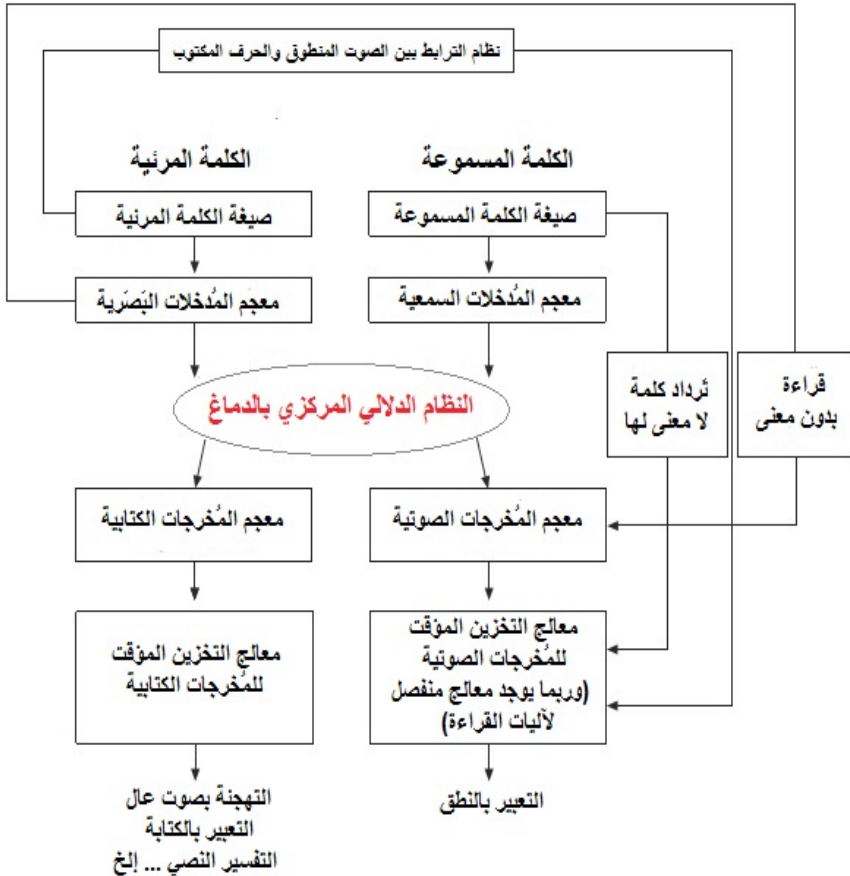 نظام الترابط بين الصوت المنطوق والحرف المكتوب
الكلمة المسموعة
الكلمة المرئية
صيغة الكلمة المسموعة
صيغة الكلمة المرئية
معجم المُدخلات السمعية
معجم المُدخلات البَصَرية
تَرداد كلمة
لا معنى لها
قراءة
بدون معنى
النظام الدلالي المركزي بالدماغ
معجم المُخرجات الصوتية
معجم المُخرجات الكتابية
معالج التخزين المؤقت
للمُخرجات الصوتية
(وربما يوجد معالج منفصل
لآليات القراءة)
معالج التخزين المؤقت
للمُخرجات الكتابية
التعبير بالنطق
التهجئة بصوت عال
التعبير بالكتابة
التفسير النصي ... إلخ